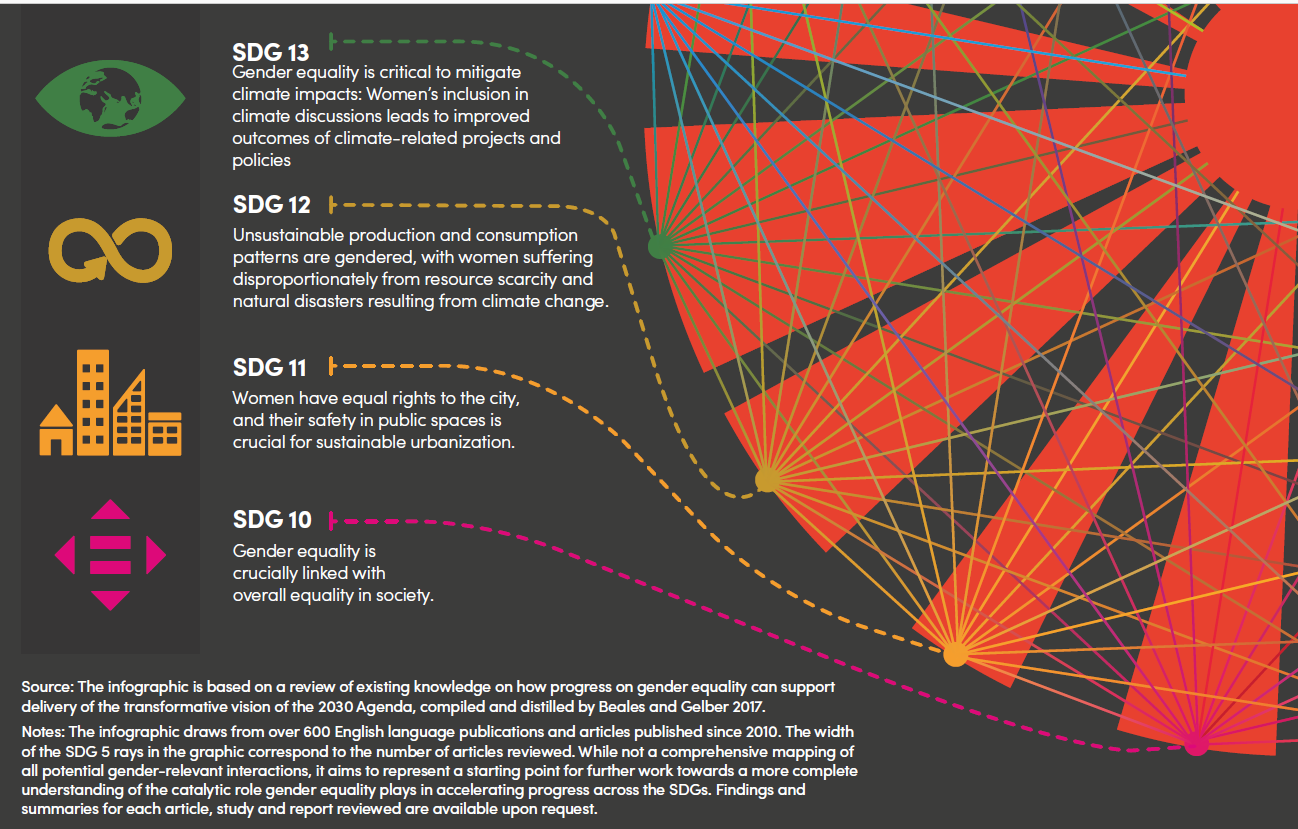 SDG 13
Gender equality is critical to mitigate
climate impacts: Women’s inclusion in
climate discussions leads to improved
outcomes of climate-related projects and
policies
SDG 12
Unsustainable production and consumption
patterns are gendered, with women suffering
disproportionately from resource scarcity and
natural disasters resulting from climate change.
SDG 11
Women have equal rights to the city,
and their safety in public spaces is
crucial for sustainable urbanization.
SDG 10
Gender equality is
crucially linked with
overall equality in society.
Source: The infographic is based on a review of existing knowledge on how progress on gender equality can support
delivery of the transformative vision of the 2030 Agenda, compiled and distilled by Beales and Gelber 2017.
Notes: The infographic draws from over 600 English language publications and articles published since 2010. The width
of the SDG 5 rays in the graphic correspond to the number of articles reviewed. While not a comprehensive mapping of
all potential gender-relevant interactions, it aims to represent a starting point for further work towards a more complete
understanding of the catalytic role gender equality plays in accelerating progress across the SDGs. Findings and
summaries for each article, study and report reviewed are available upon request.